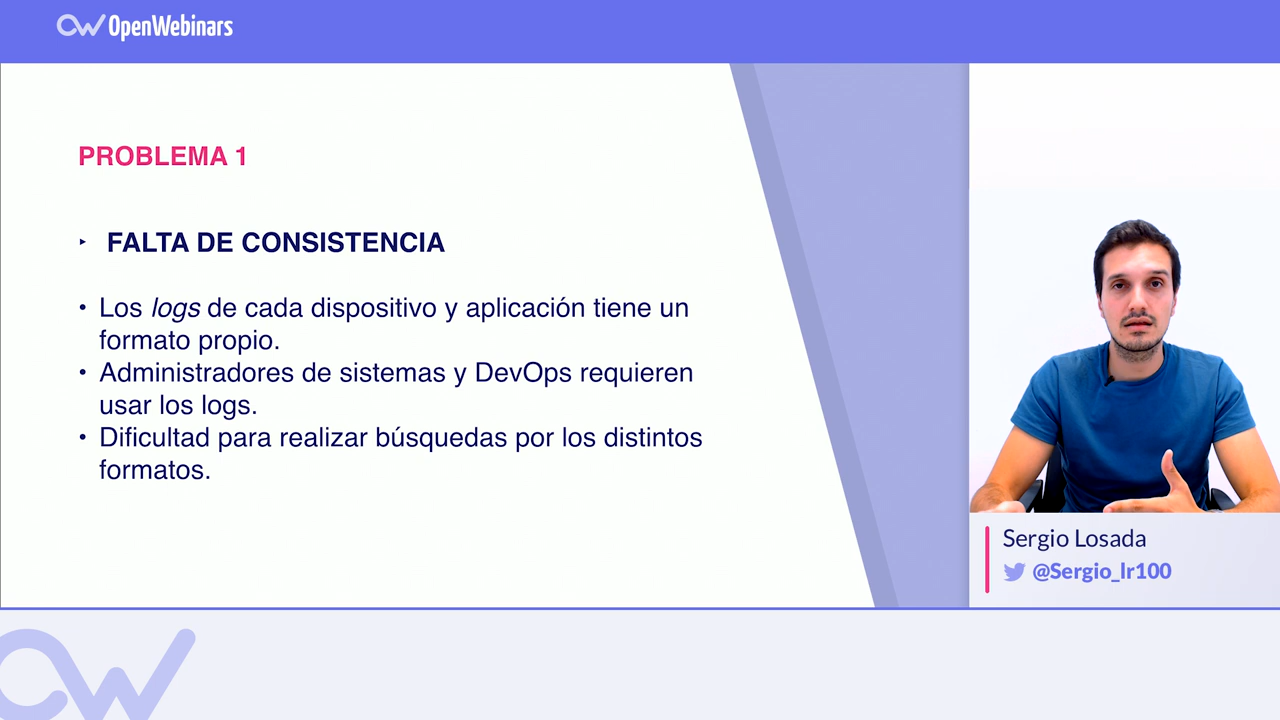 OpenWebinars
PROBLEMA 1
‣ FALTA DE CONSISTENCIA
• Los logs de cada dispositivo y aplicación tiene un
formato propio.
• Administradores de sistemas y DevOps requieren
usar los logs.
• Dificultad para realizar búsquedas por los distintos
formatos.
Sergio Losada
@Sergio_lr100